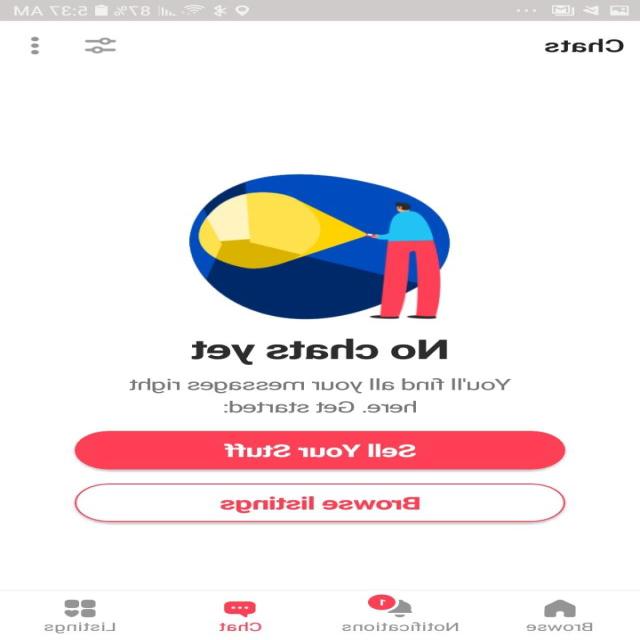 87% 5:37 AM
Chats
No chats yet
You'll find all your messages right
here. Get started:
Sell Your Stuff
Browse listings
1
Browse
Notifications
Chat
Listings